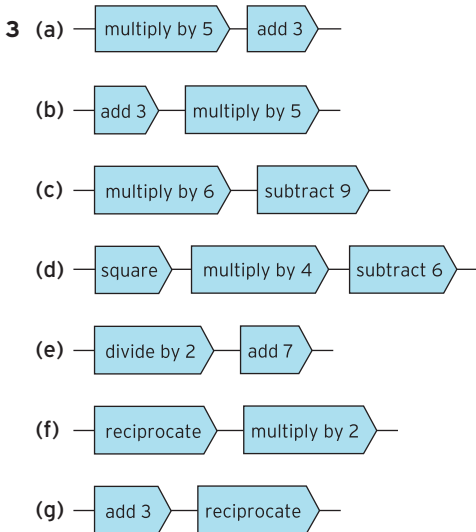 3 (a) multiply by 5 add 3
(b) add 3 multiply by 5
(c) multiply by 6 subtract 9
(d) square multiply by 4 subtract 6
(e) divide by 2 add 7
(f) reciprocate multiply by 2
(g) add 3 reciprocate